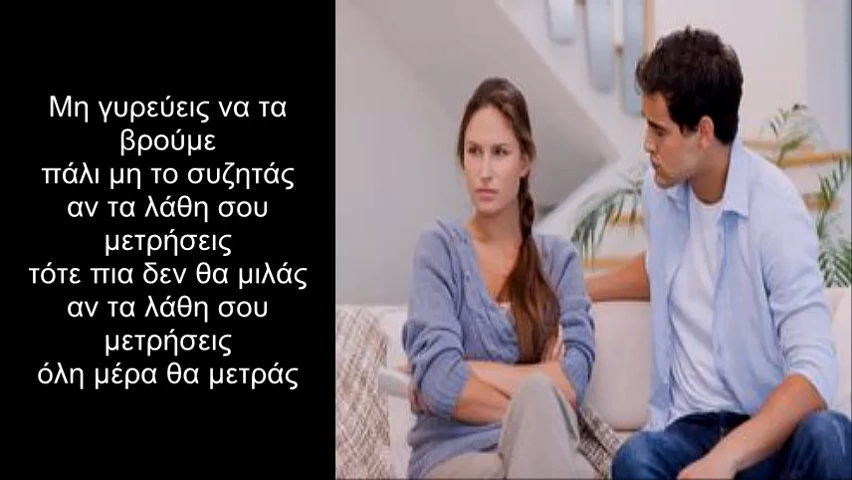 Μη γυρεύεις να τα
βρούμε
πάλι μη το συζητάς
αν τα λάθη σου
μετρήσεις
τότε πια δεν θα μιλάς
αν τα λάθη σου
μετρήσεις
όλη μέρα θα μετράς